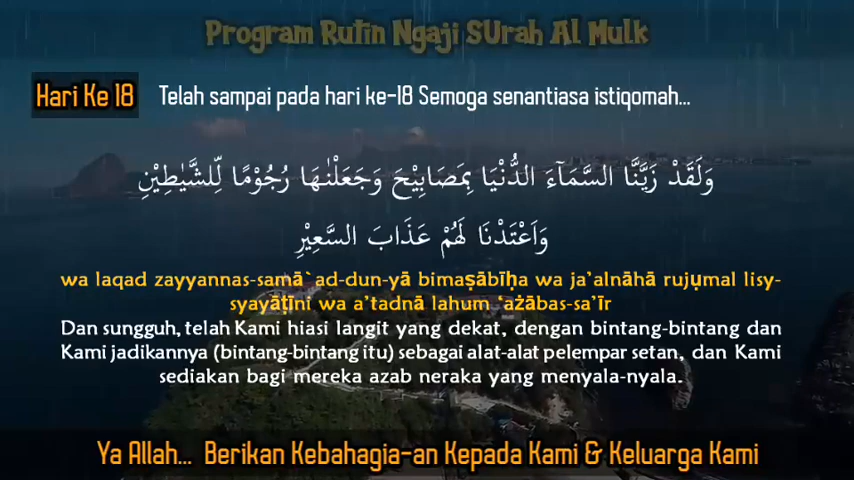 Program Rutin Ngaji SUrah Al Mulk
Hari Ke 18
Telah sampai pada hari ke-18 Semoga senantiasa istiqomah...
وَلَقَدْ زَيَّنَّا السَّمَاۤءَ الدُّنْيَا بِمَصَابِيْحَ وَجَعَلْنٰهَا رُجُوْمًا لِّلشَّيٰطِيْنِ
وَاَعْتَدْنَا لَهُمْ عَذَابَ السَّعِيْرِ
wa laqad zayyannas-samā`ad-dun-yā bimaṣābīḥa wa ja'alnāhā rujụmal lisy-
syayāṭīni wa a'tadnā lahum 'ażābas-sa'īr
Dan sungguh, telah Kami hiasi langit yang dekat, dengan bintang-bintang dan
Kami jadikannya (bintang-bintang itu) sebagai alat-alat pelempar setan, dan Kami
sediakan bagi mereka azab neraka yang menyala-nyala.
Ya Allah... Berikan Kebahagia-an Kepada Kami & Keluarga Kami